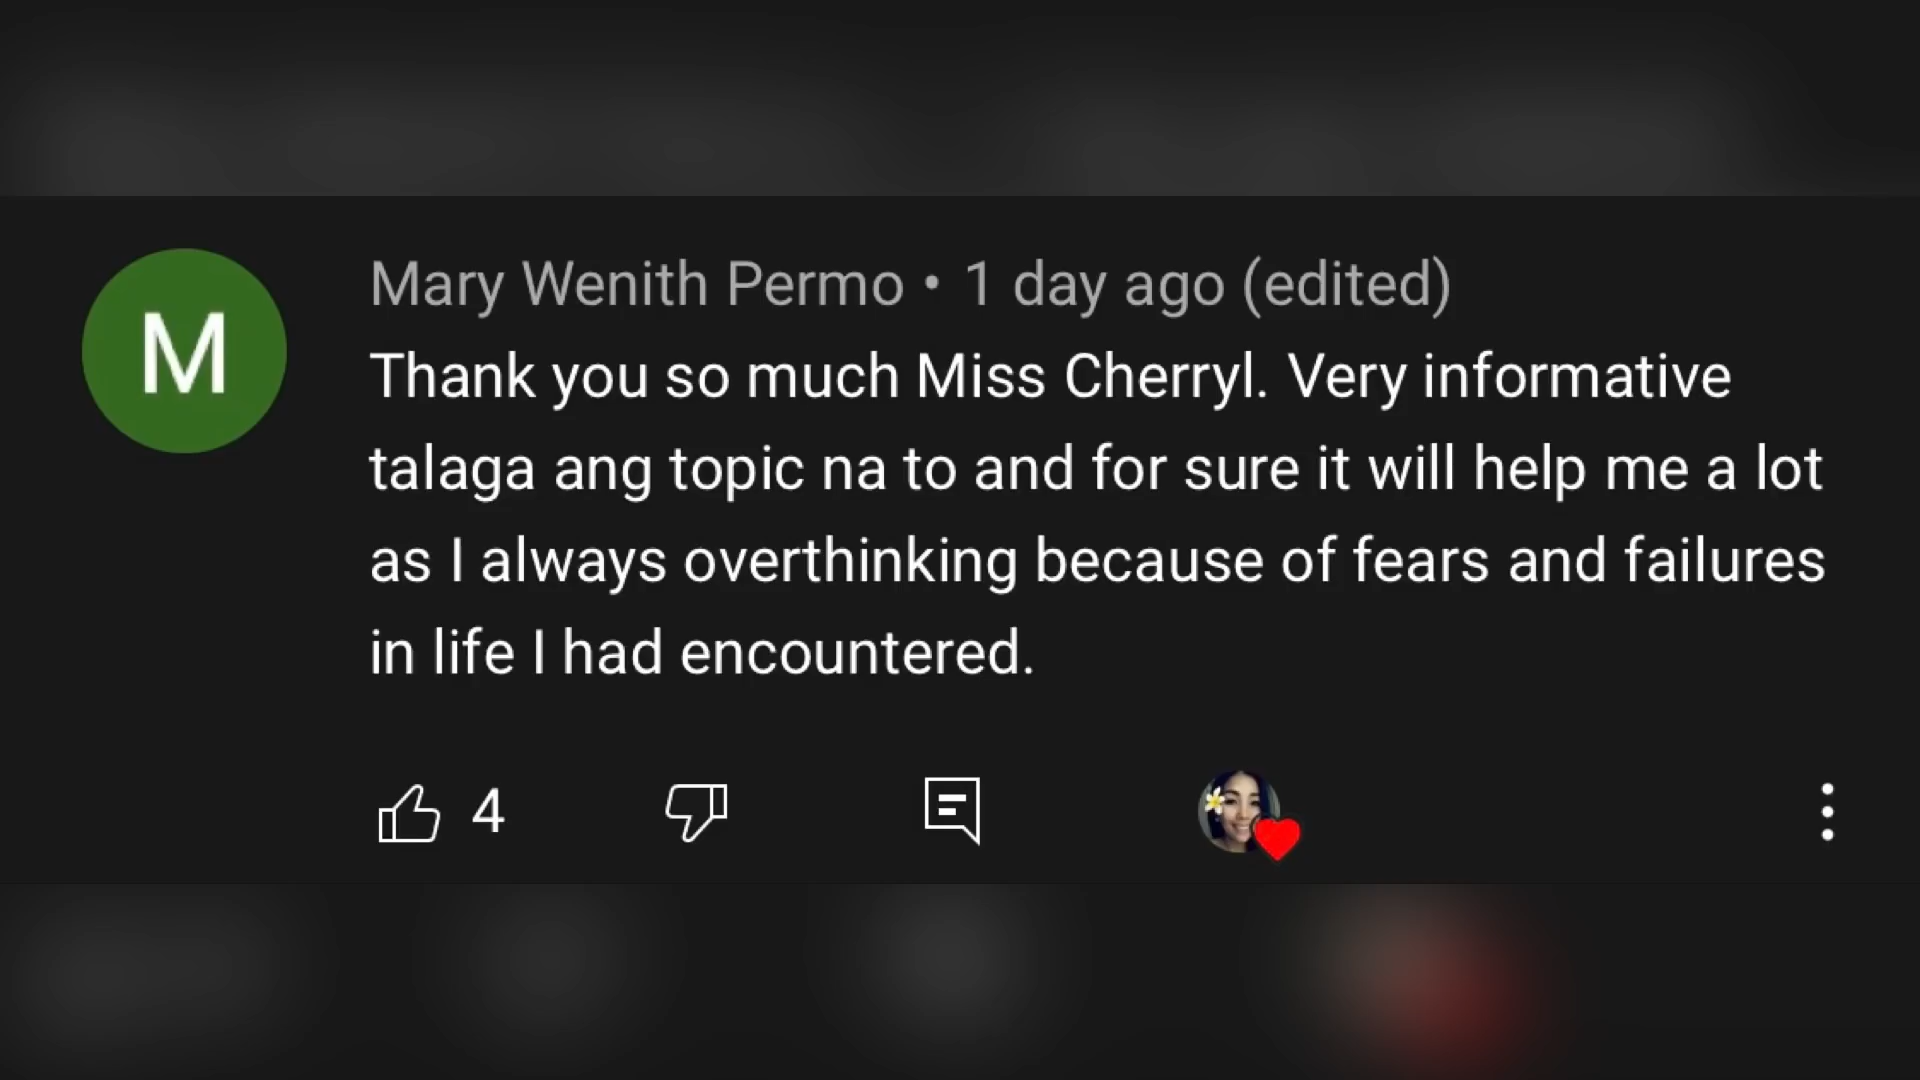 M
Mary Wenith Permo • 1 day ago (edited)
Thank you so much Miss Cherryl. Very informative
talaga ang topic na to and for sure it will help me a lot
as I always overthinking because of fears and failures
in life I had encountered.
4